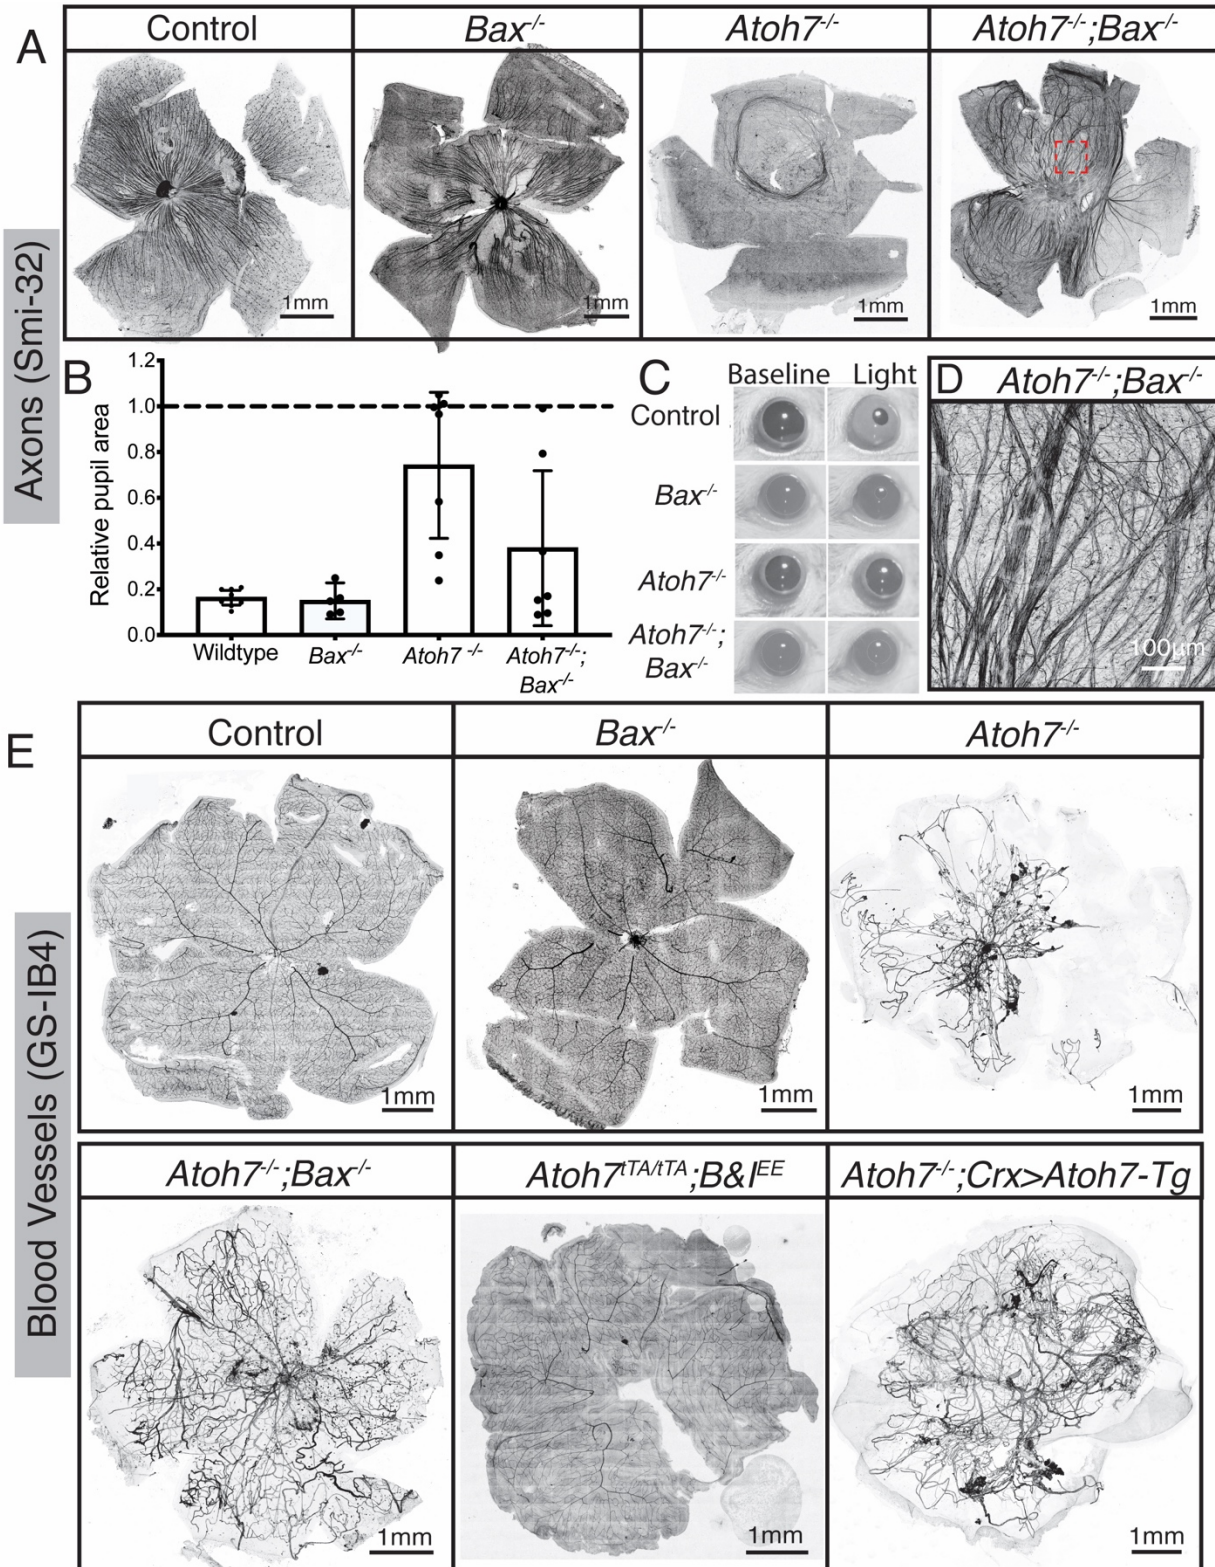 A
Control
Bax-/-
Atoh7-/-
Atoh7-/-;Bax-/-
Axons (Smi-32)
1mm
1mm
1mm
1mm
B
Relative pupil area
1.2
1.0
0.8
0.6
0.4
0.2
0.0
Wildtype
Bax-/-
Atoh7 -/-
Atoh7-/-;
Bax-/-
C
Baseline
Light
Control
Bax-/-
Atoh7-/-
Atoh7-/-;
Bax-/-
D
Atoh7-/-;Bax-/-
100μm
E
Control
Bax-/-
Atoh7-/-
Blood Vessels (GS-IB4)
1mm
1mm
1mm
Atoh7-/-;Bax-/-
Atoh7tTA/tTA;B&IEE
Atoh7-/-;Crx>Atoh7-Tg
1mm
1mm
1mm